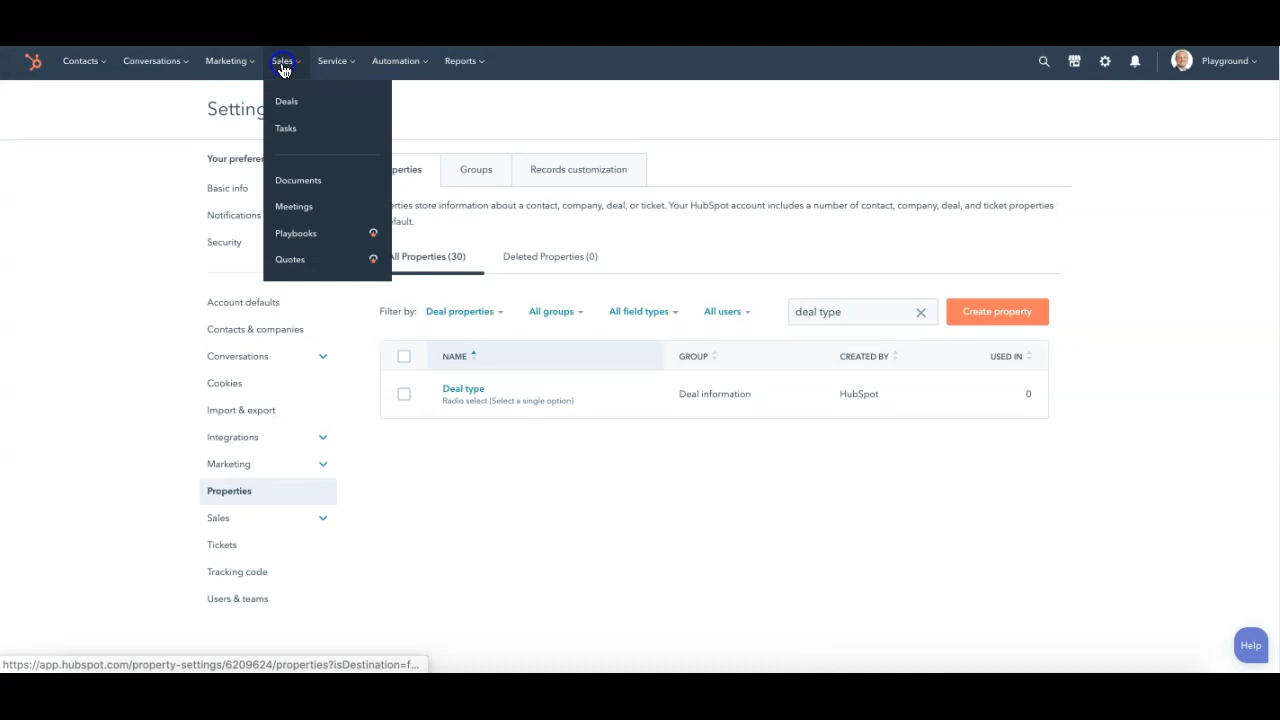 Contacts
Conversations
Marketing
Sales
Service
Automation
Reports
Playground
Deals
Tasks
Documents
Meetings
Playbooks
Quotes
Setting
Your prefere
Basic info
Notifications
Security
Account defaults
Contacts & companies
Conversations
Cookies
Import & export
Integrations
Marketing
Properties
Sales
Tickets
Tracking code
Users & teams
perties
Groups
Records customization
erties store information about a contact, company, deal, or ticket. Your HubSpot account includes a number of contact, company, deal, and ticket properties
efault.
All Properties (30)
Deleted Properties (0)
Filter by: Deal properties All groups All field types All users
deal type
Create property
NAME GROUP CREATED BY USED IN
Deal type Deal information HubSpot 0
Radio select (Select a single option)
Help
https://app.hubspot.com/property-settings/6209624/properties?isDestination=f...